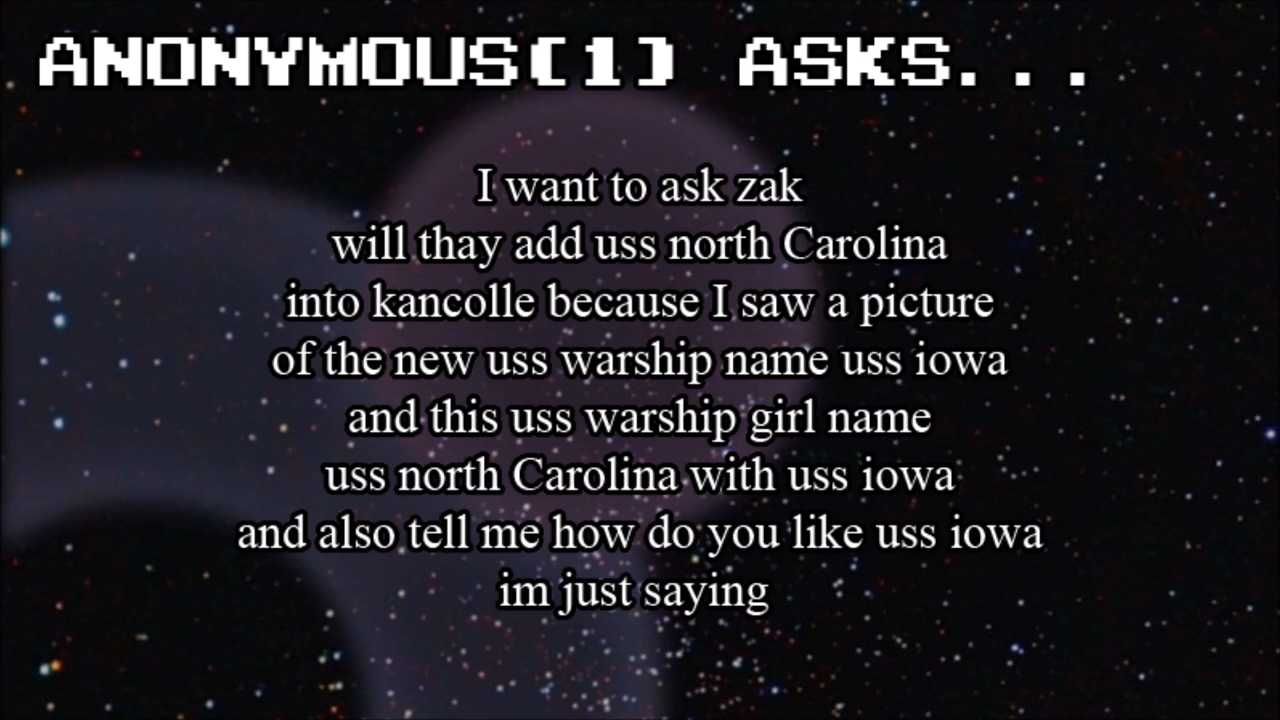 ANONYMOUS(1) ASKS...
I want to ask zak
will thay add uss north Carolina
into kancolle because I saw a picture
of the new uss warship name uss iowa
and this uss warship girl name
uss north Carolina with uss iowa
and also tell me how do you like uss iowa
im just saying